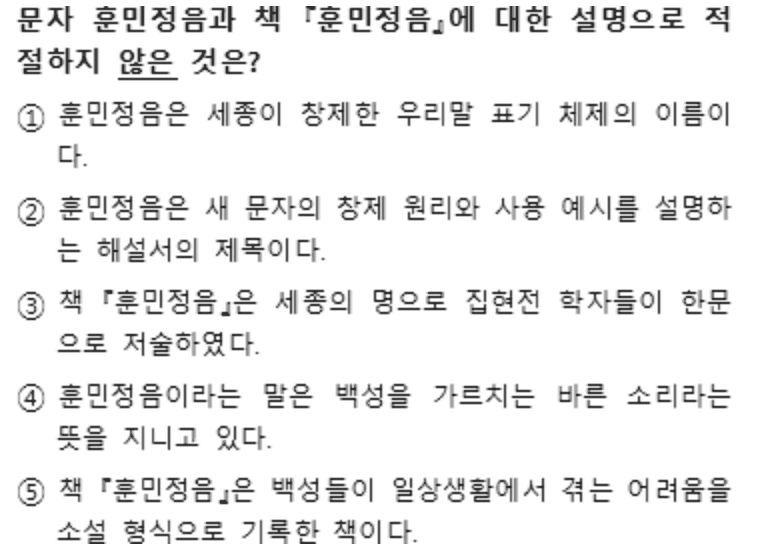 문자 훈민정음과 책 『훈민정음』에 대한 설명으로 적
절하지 않은 것은?
① 훈민정음은 세종이 창제한 우리말 표기 체제의 이름이
다.
② 훈민정음은 새 문자의 창제 원리와 사용 예시를 설명하
는 해설서의 제목이다.
③ 책 『훈민정음』은 세종의 명으로 집현전 학자들이 한문
으로 저술하였다.
④ 훈민정음이라는 말은 백성을 가르치는 바른 소리라는
뜻을 지니고 있다.
⑤ 책 『훈민정음』은 백성들이 일상생활에서 겪는 어려움을
소설 형식으로 기록한 책이다.